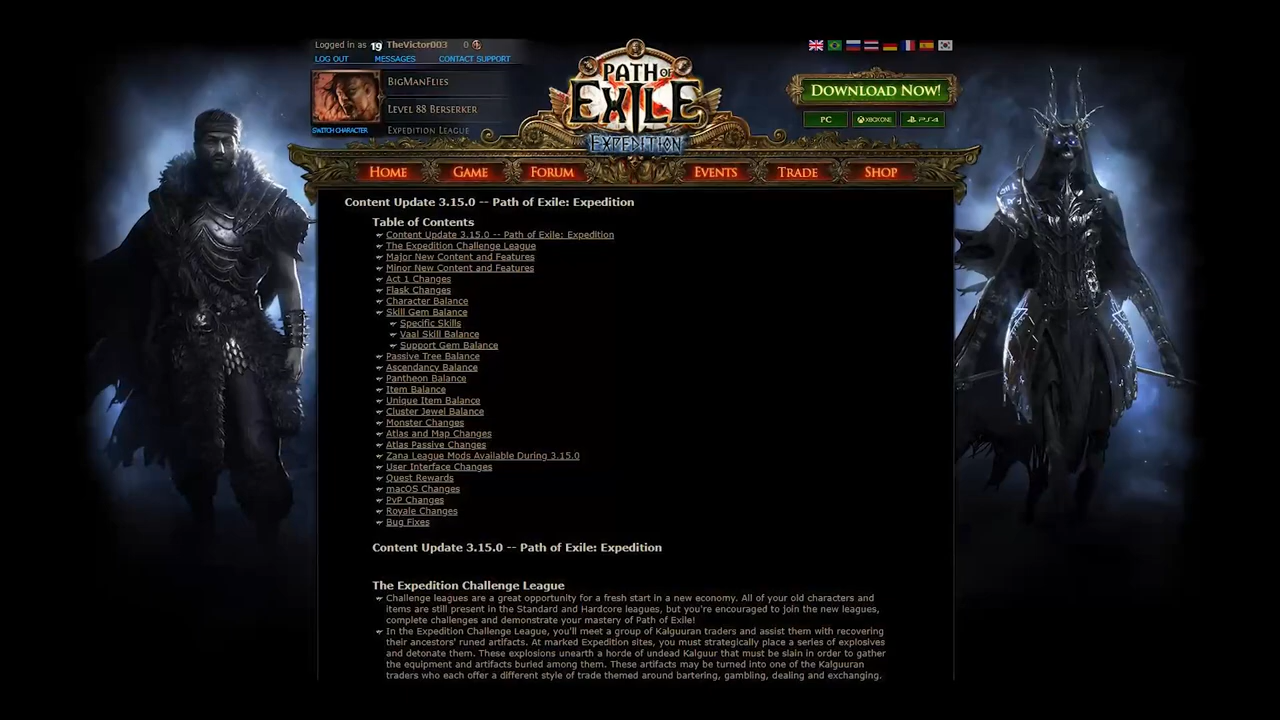 Logged in as 19 TheVictor003 0
LOG OUT MESSAGES CONTACT SUPPORT
BigManFlies
Level 88 Berserker
SWITCH CHARACTER
Expedition League
PATH OF EXILE
EXPEDITION
DOWNLOAD NOW!
PC XBOX ONE PS4
HOME GAME FORUM EVENTS TRADE SHOP
Content Update 3.15.0 -- Path of Exile: Expedition
Table of Contents
Content Update 3.15.0 -- Path of Exile: Expedition
The Expedition Challenge League
Major New Content and Features
Minor New Content and Features
Act 1 Changes
Flask Changes
Character Balance
Skill Gem Balance
Specific Skills
Vaal Skill Balance
Support Gem Balance
Passive Tree Balance
Ascendancy Balance
Pantheon Balance
Item Balance
Unique Item Balance
Cluster Jewel Balance
Monster Changes
Atlas and Map Changes
Atlas Passive Changes
Zana League Mods Available During 3.15.0
User Interface Changes
Quest Rewards
macOS Changes
PvP Changes
Royale Changes
Bug Fixes
Content Update 3.15.0 -- Path of Exile: Expedition
The Expedition Challenge League
Challenge leagues are a great opportunity for a fresh start in a new economy. All of your old characters and
items are still present in the Standard and Hardcore leagues, but you're encouraged to join the new leagues,
complete challenges and demonstrate your mastery of Path of Exile!
In the Expedition Challenge League, you'll meet a group of Kalguuran traders and assist them with recovering
their ancestors' runed artifacts. At marked Expedition sites, you must strategically place a series of explosives
and detonate them. These explosions unearth a horde of undead Kalguur that must be slain in order to gather
the equipment and artifacts buried among them. These artifacts may be turned into one of the Kalguuran
traders who each offer a different style of trade themed around bartering, gambling, dealing and exchanging.